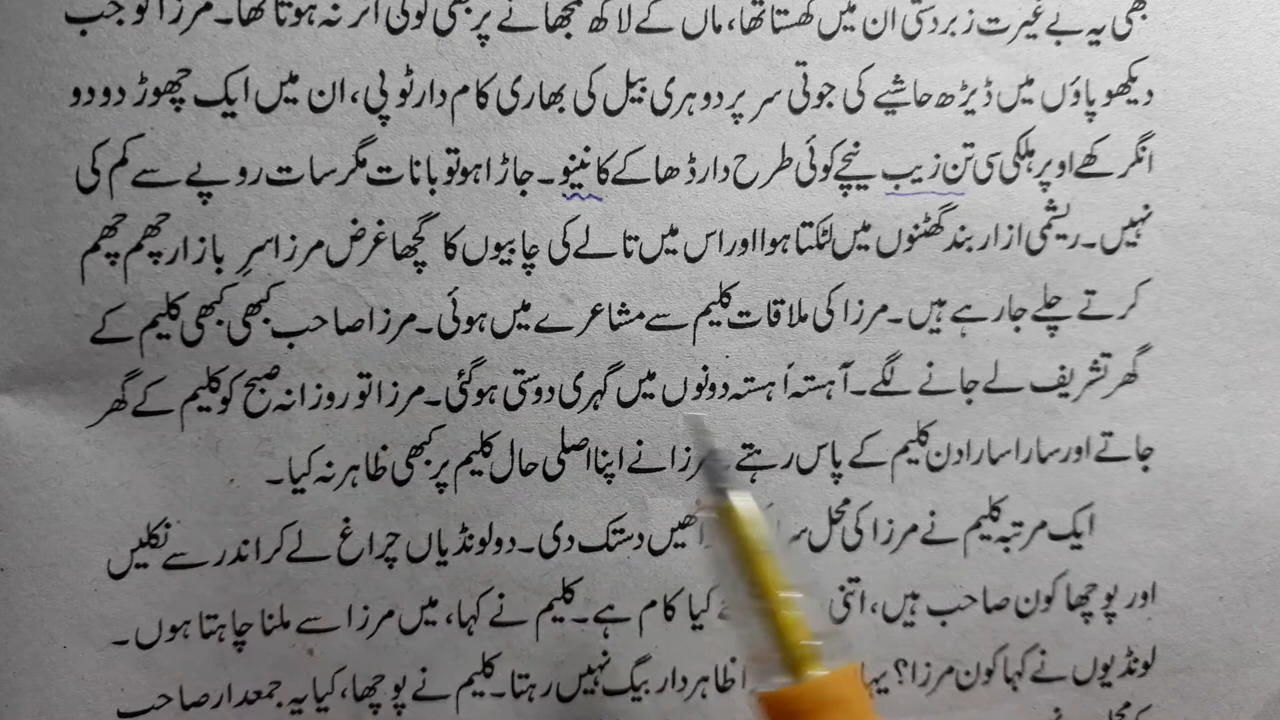 بھی یہ بے غیرت زبردستی ان میں گھستا تھا، ماں کے لاکھ سمجھانے پر بھی کوئی اثر نہ ہوتا تھا۔ مرزا کو جب
دیکھو پاؤں میں ڈیڑھ حاشیے کی جوتی سر پر دوہری بیل کی بھاری کام دار ٹوپی، ان میں ایک چھوڑ دو دو
انگرکھے اوپر ہلکی سی تن زیب نیچے کوئی طرح دار ڈھاکے کا نینو۔ جاڑا ہو تو بانات مگر سات روپے سے کم کی
نہیں۔ ریشمی ازار بند گھٹنوں میں لٹکتا ہوا اور اس میں تالے کی چابیوں کا گچھا غرض مرزا سرِ بازار چھم چھم
کرتے چلے جا رہے ہیں۔ مرزا کی ملاقات کلیم سے مشاعرے میں ہوئی۔ مرزا صاحب کبھی کبھی کلیم کے
گھر تشریف لے جانے لگے۔ آہستہ آہستہ دونوں میں گہری دوستی ہو گئی۔ مرزا تو روزانہ صبح کو کلیم کے گھر
جاتے اور سارا سارا دن کلیم کے پاس رہتے مرزا نے اپنا اصلی حال کلیم پر کبھی ظاہر نہ کیا۔
ایک مرتبہ کلیم نے مرزا کی محل دستک دی۔ دو لونڈیاں چراغ لے کر اندر سے نکلیں
اور پوچھا کون صاحب ہیں، اتنی کیا کام ہے۔ کلیم نے کہا، میں مرزا سے ملنا چاہتا ہوں۔
لونڈیوں نے کہا کون مرزا؟ ظاہردار بیگ نہیں رہتا۔ کلیم نے پوچھا، کیا یہ جمعدار صاحب